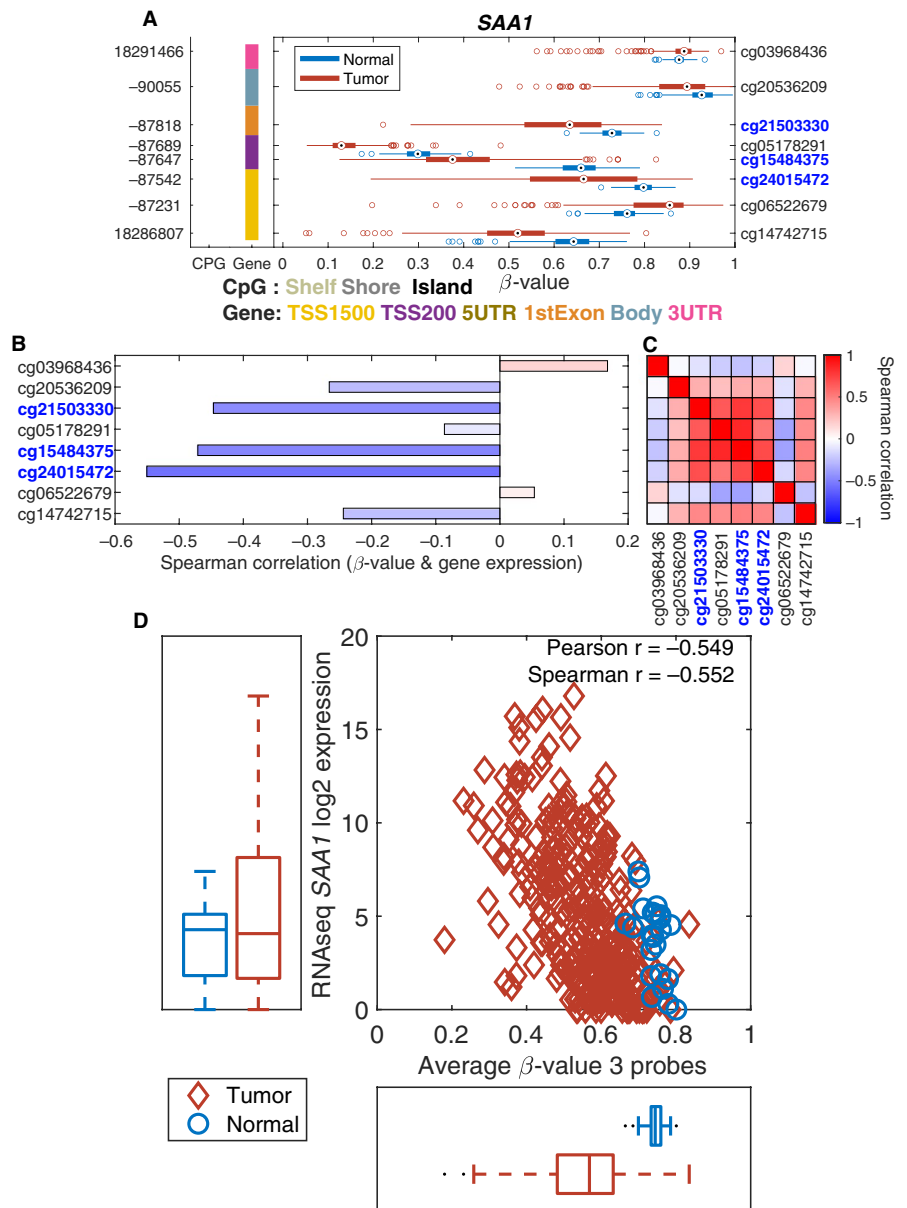 A
SAA1
Normal
Tumor
18291466
−90055
−87818
−87689
−87647
−87542
−87231
18286807
cg03968436
cg20536209
cg21503330
cg05178291
cg15484375
cg24015472
cg06522679
cg14742715
CPG Gene
0 0.1 0.2 0.3 0.4 0.5 0.6 0.7 0.8 0.9 1
β-value
CpG : Shelf Shore Island
Gene: TSS1500 TSS200 5UTR 1stExon Body 3UTR
B
cg03968436
cg20536209
cg21503330
cg05178291
cg15484375
cg24015472
cg06522679
cg14742715
−0.6 −0.5 −0.4 −0.3 −0.2 −0.1 0 0.1 0.2
Spearman correlation (β-value & gene expression)
C
1
0.5
0
−0.5
−1
Spearman correlation
cg03968436
cg20536209
cg21503330
cg05178291
cg15484375
cg24015472
cg06522679
cg14742715
D
Pearson r = −0.549
Spearman r = −0.552
RNAseq SAA1 log2 expression
20
15
10
5
0
0 0.2 0.4 0.6 0.8 1
Average β-value 3 probes
Tumor
Normal